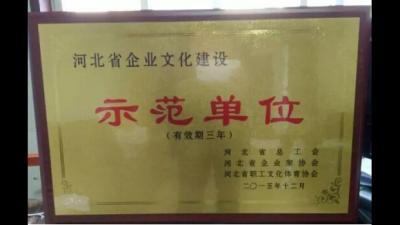 河北省企业文化建设
示范单位
(有效期三年)
河北省总工会
河北省企业家协会
河北省职工文化体育协会
二〇一五年十二月